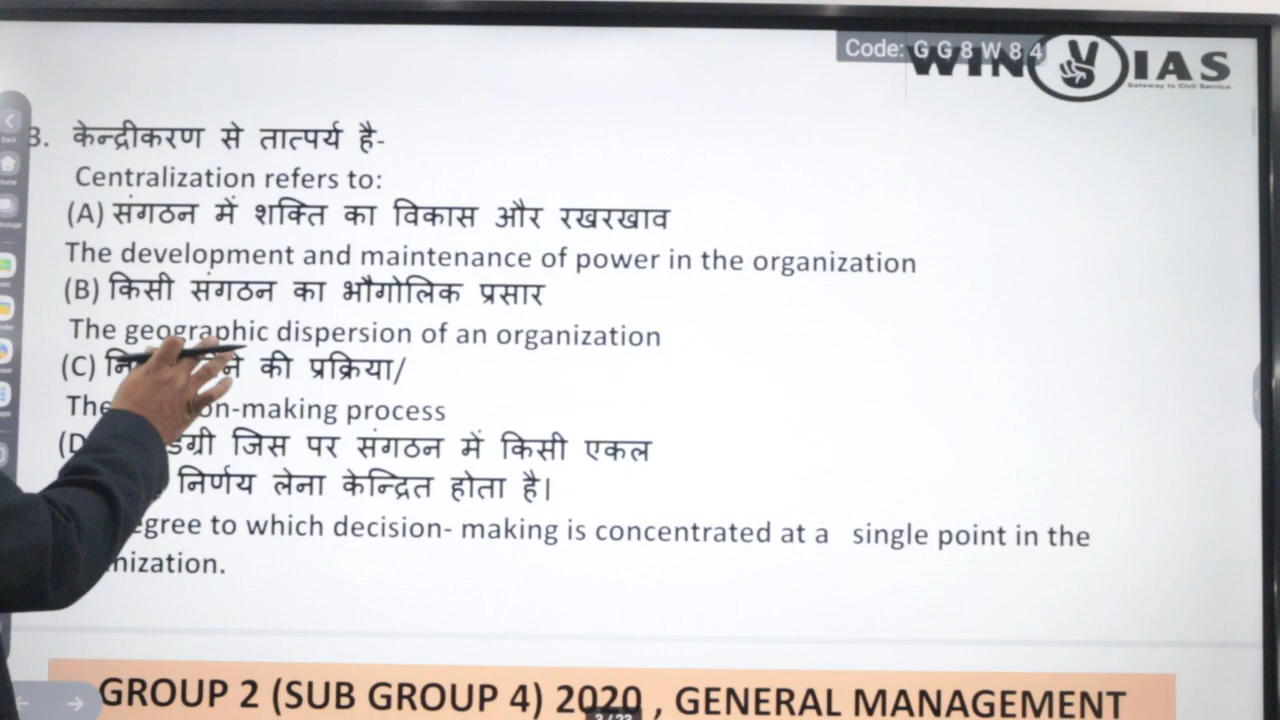 Code: G G 8 W 8 4
WIN IAS
Gateway to Civil Service
3. केन्द्रीकरण से तात्पर्य है-
Centralization refers to:
(A) संगठन में शक्ति का विकास और रखरखाव
The development and maintenance of power in the organization
(B) किसी संगठन का भौगोलिक प्रसार
The geographic dispersion of an organization
(C) की प्रक्रिया/
The -making process
(D जिस पर संगठन में किसी एकल
निर्णय लेना केन्द्रित होता है।
to which decision- making is concentrated at a single point in the
GROUP 2 (SUB GROUP 4) 2020 , GENERAL MANAGEMENT